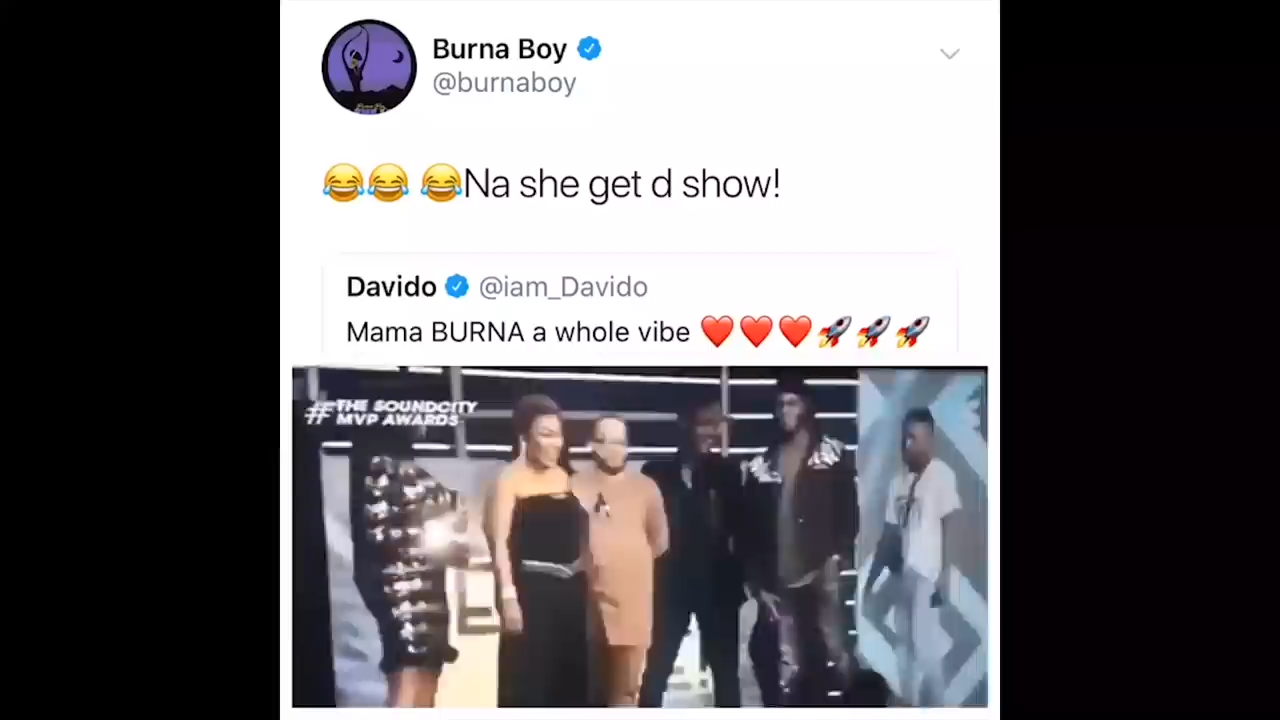 Burna Boy
@burnaboy
😂😂 😂Na she get d show!
Davido @iam_Davido
Mama BURNA a whole vibe ❤️❤️❤️🚀🚀🚀
#THE SOUNDCITY
MVP AWARDS